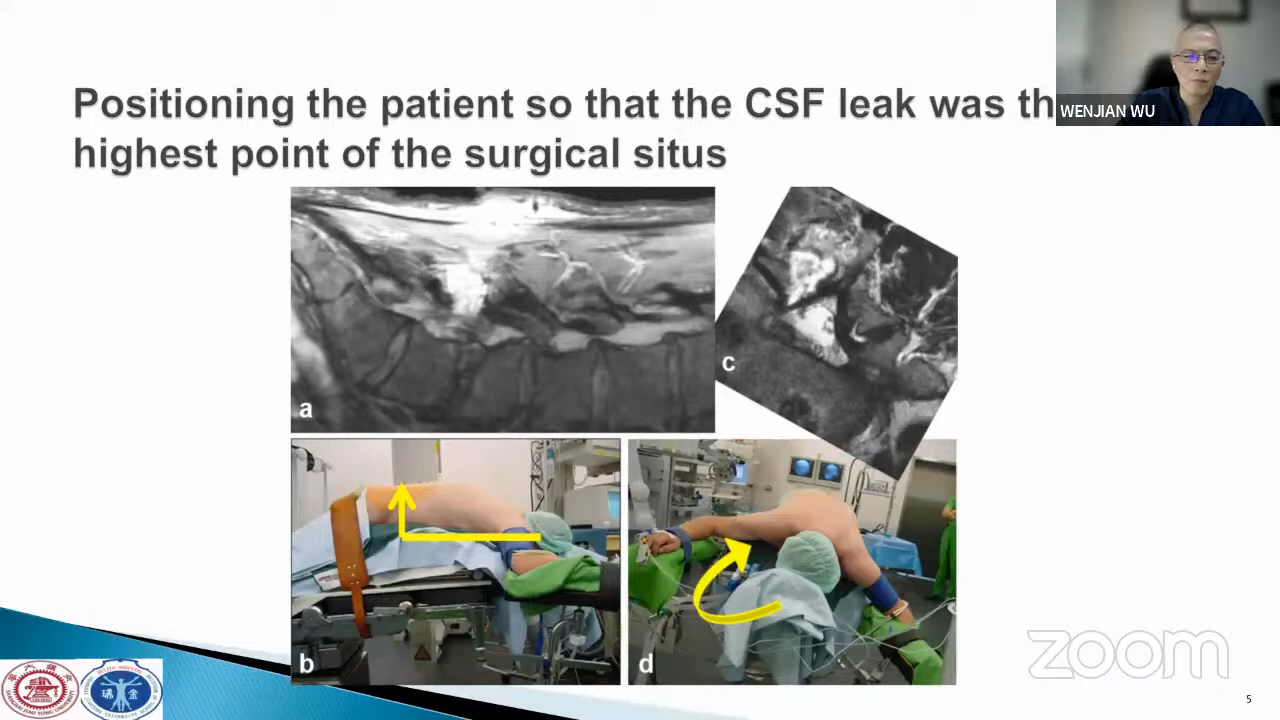 Positioning the patient so that the CSF leak was th
highest point of the surgical situs
WENJIAN WU
a
c
b
d
zoom
5